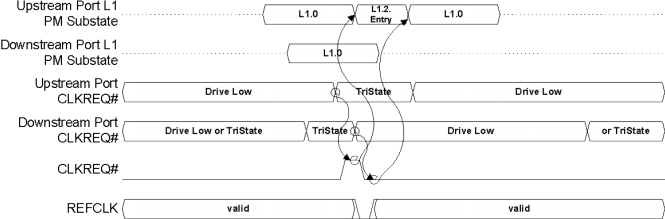 Upstream Port L1
PM Substate
L1.0
L1.2.
Entry
L1.0
Downstream Port L1
PM Substate
L1.0
Upstream Port
CLKREQ#
Drive Low
TriState
Drive Low
Downstream Port
CLKREQ#
Drive Low or TriState
TriState
Drive Low
or TriState
CLKREQ#
REFCLK
valid
valid